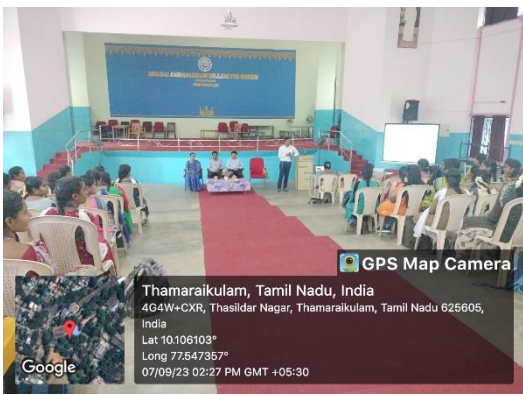 GPS Map Camera
Thamaraikulam, Tamil Nadu, India
4G4W+CXR, Thasildar Nagar, Thamaraikulam, Tamil Nadu 625605,
India
Lat 10.106103°
Long 77.547357°
07/09/23 02:27 PM GMT +05:30
Google